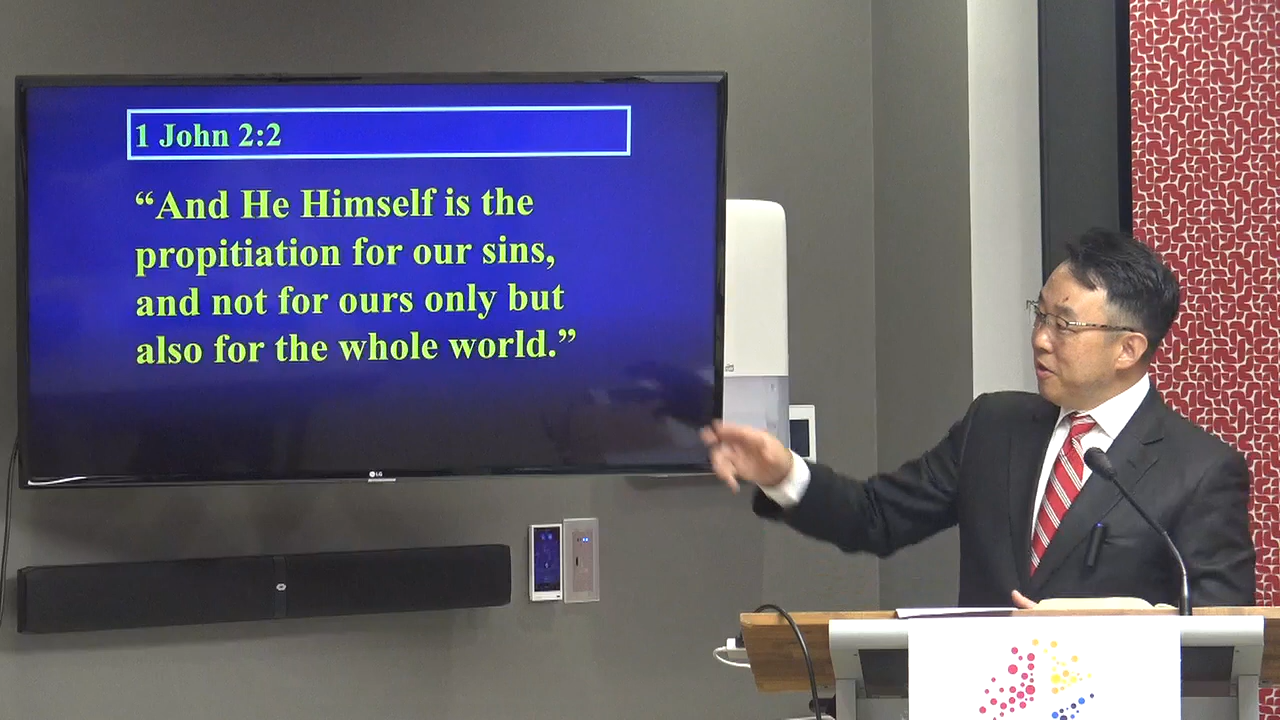 1 John 2:2
“And He Himself is the
propitiation for our sins,
and not for ours only but
also for the whole world.”
LG